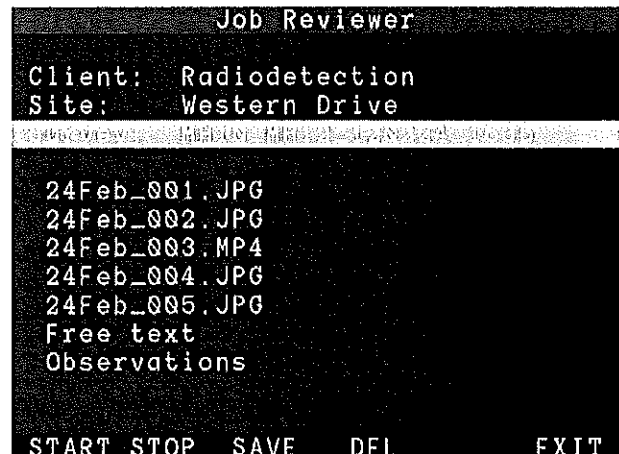 Job Reviewer
Client: Radiodetection
Site: Western Drive
24Feb_001.JPG
24Feb_002.JPG
24Feb_003.MP4
24Feb_004.JPG
24Feb_005.JPG
Free text
Observations
START STOP SAVE DEL EXIT